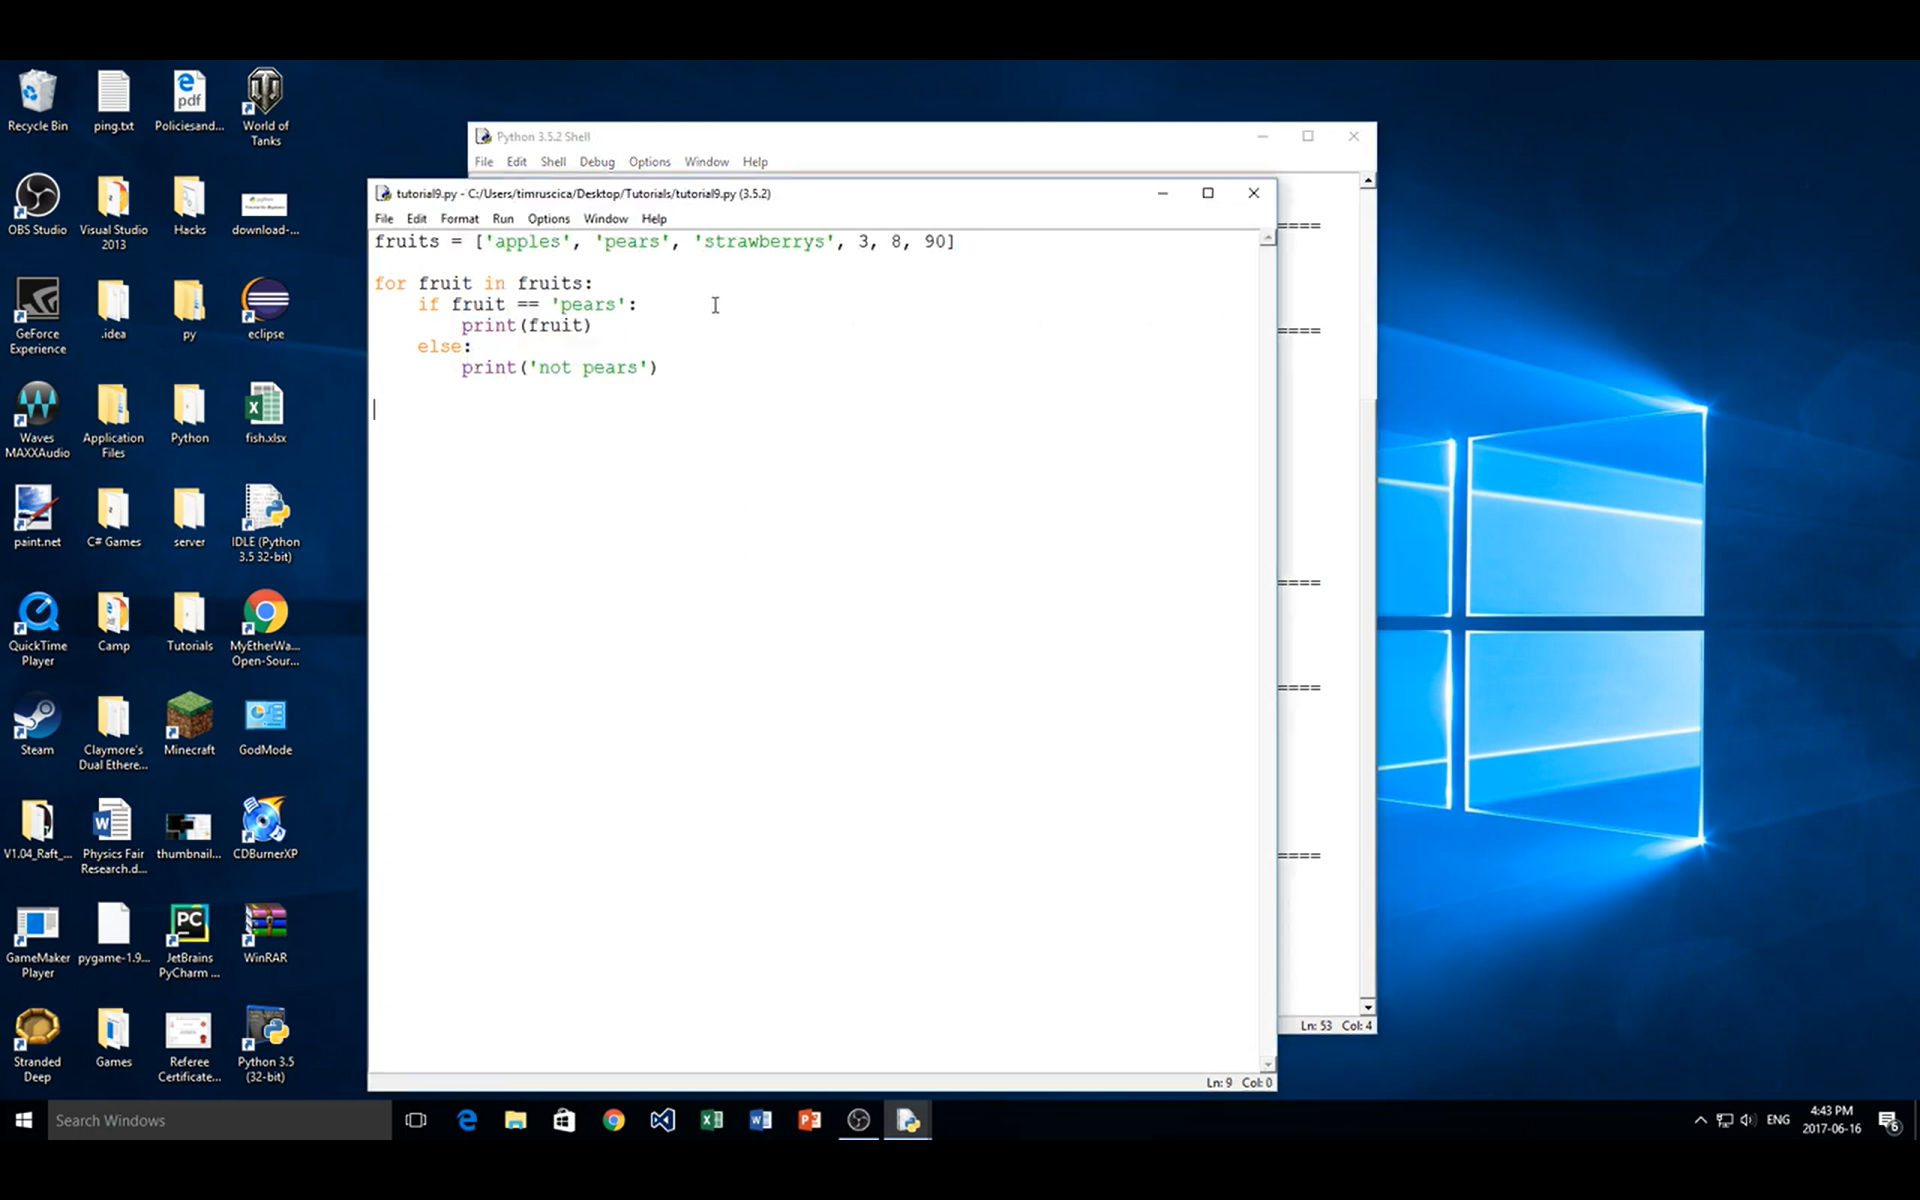 Recycle Bin
ping.txt
Policiesand...
World of
Tanks
OBS Studio
Visual Studio
2013
Hacks
download-...
GeForce
Experience
.idea
py
eclipse
Waves
MAXXAudio
Application
Files
Python
fish.xlsx
paint.net
C# Games
server
IDLE (Python
3.5 32-bit)
QuickTime
Player
Camp
Tutorials
MyEtherWa...
Open-Sour...
Steam
Claymore's
Dual Ethere...
Minecraft
GodMode
V1.04_Raft_...
Physics Fair
Research.d...
thumbnail...
CDBurnerXP
GameMaker
Player
pygame-1.9...
JetBrains
PyCharm ...
WinRAR
Stranded
Deep
Games
Referee
Certificate...
Python 3.5
(32-bit)
Python 3.5.2 Shell
File Edit Shell Debug Options Window Help
====
====
====
====
====
Ln: 53 Col: 4
tutorial9.py - C:/Users/timruscica/Desktop/Tutorials/tutorial9.py (3.5.2)
File Edit Format Run Options Window Help
fruits = ['apples', 'pears', 'strawberrys', 3, 8, 90]
for fruit in fruits:
    if fruit == 'pears':
        print(fruit)
    else:
        print('not pears')
Ln: 9 Col: 0
Search Windows
ENG
4:43 PM
2017-06-16
6